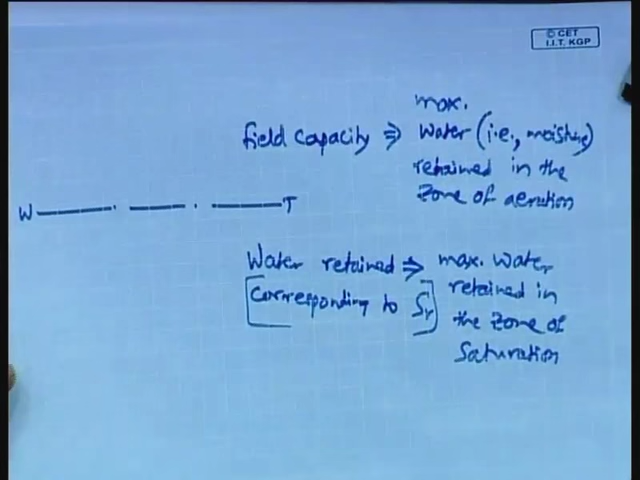 © CET
I.I.T. KGP
max.
field capacity ⇒ Water (i.e., moisture)
retained in the
zone of aeration
W T
Water retained ⇒ max. water
[corresponding to Sr] retained in
the zone of
saturation